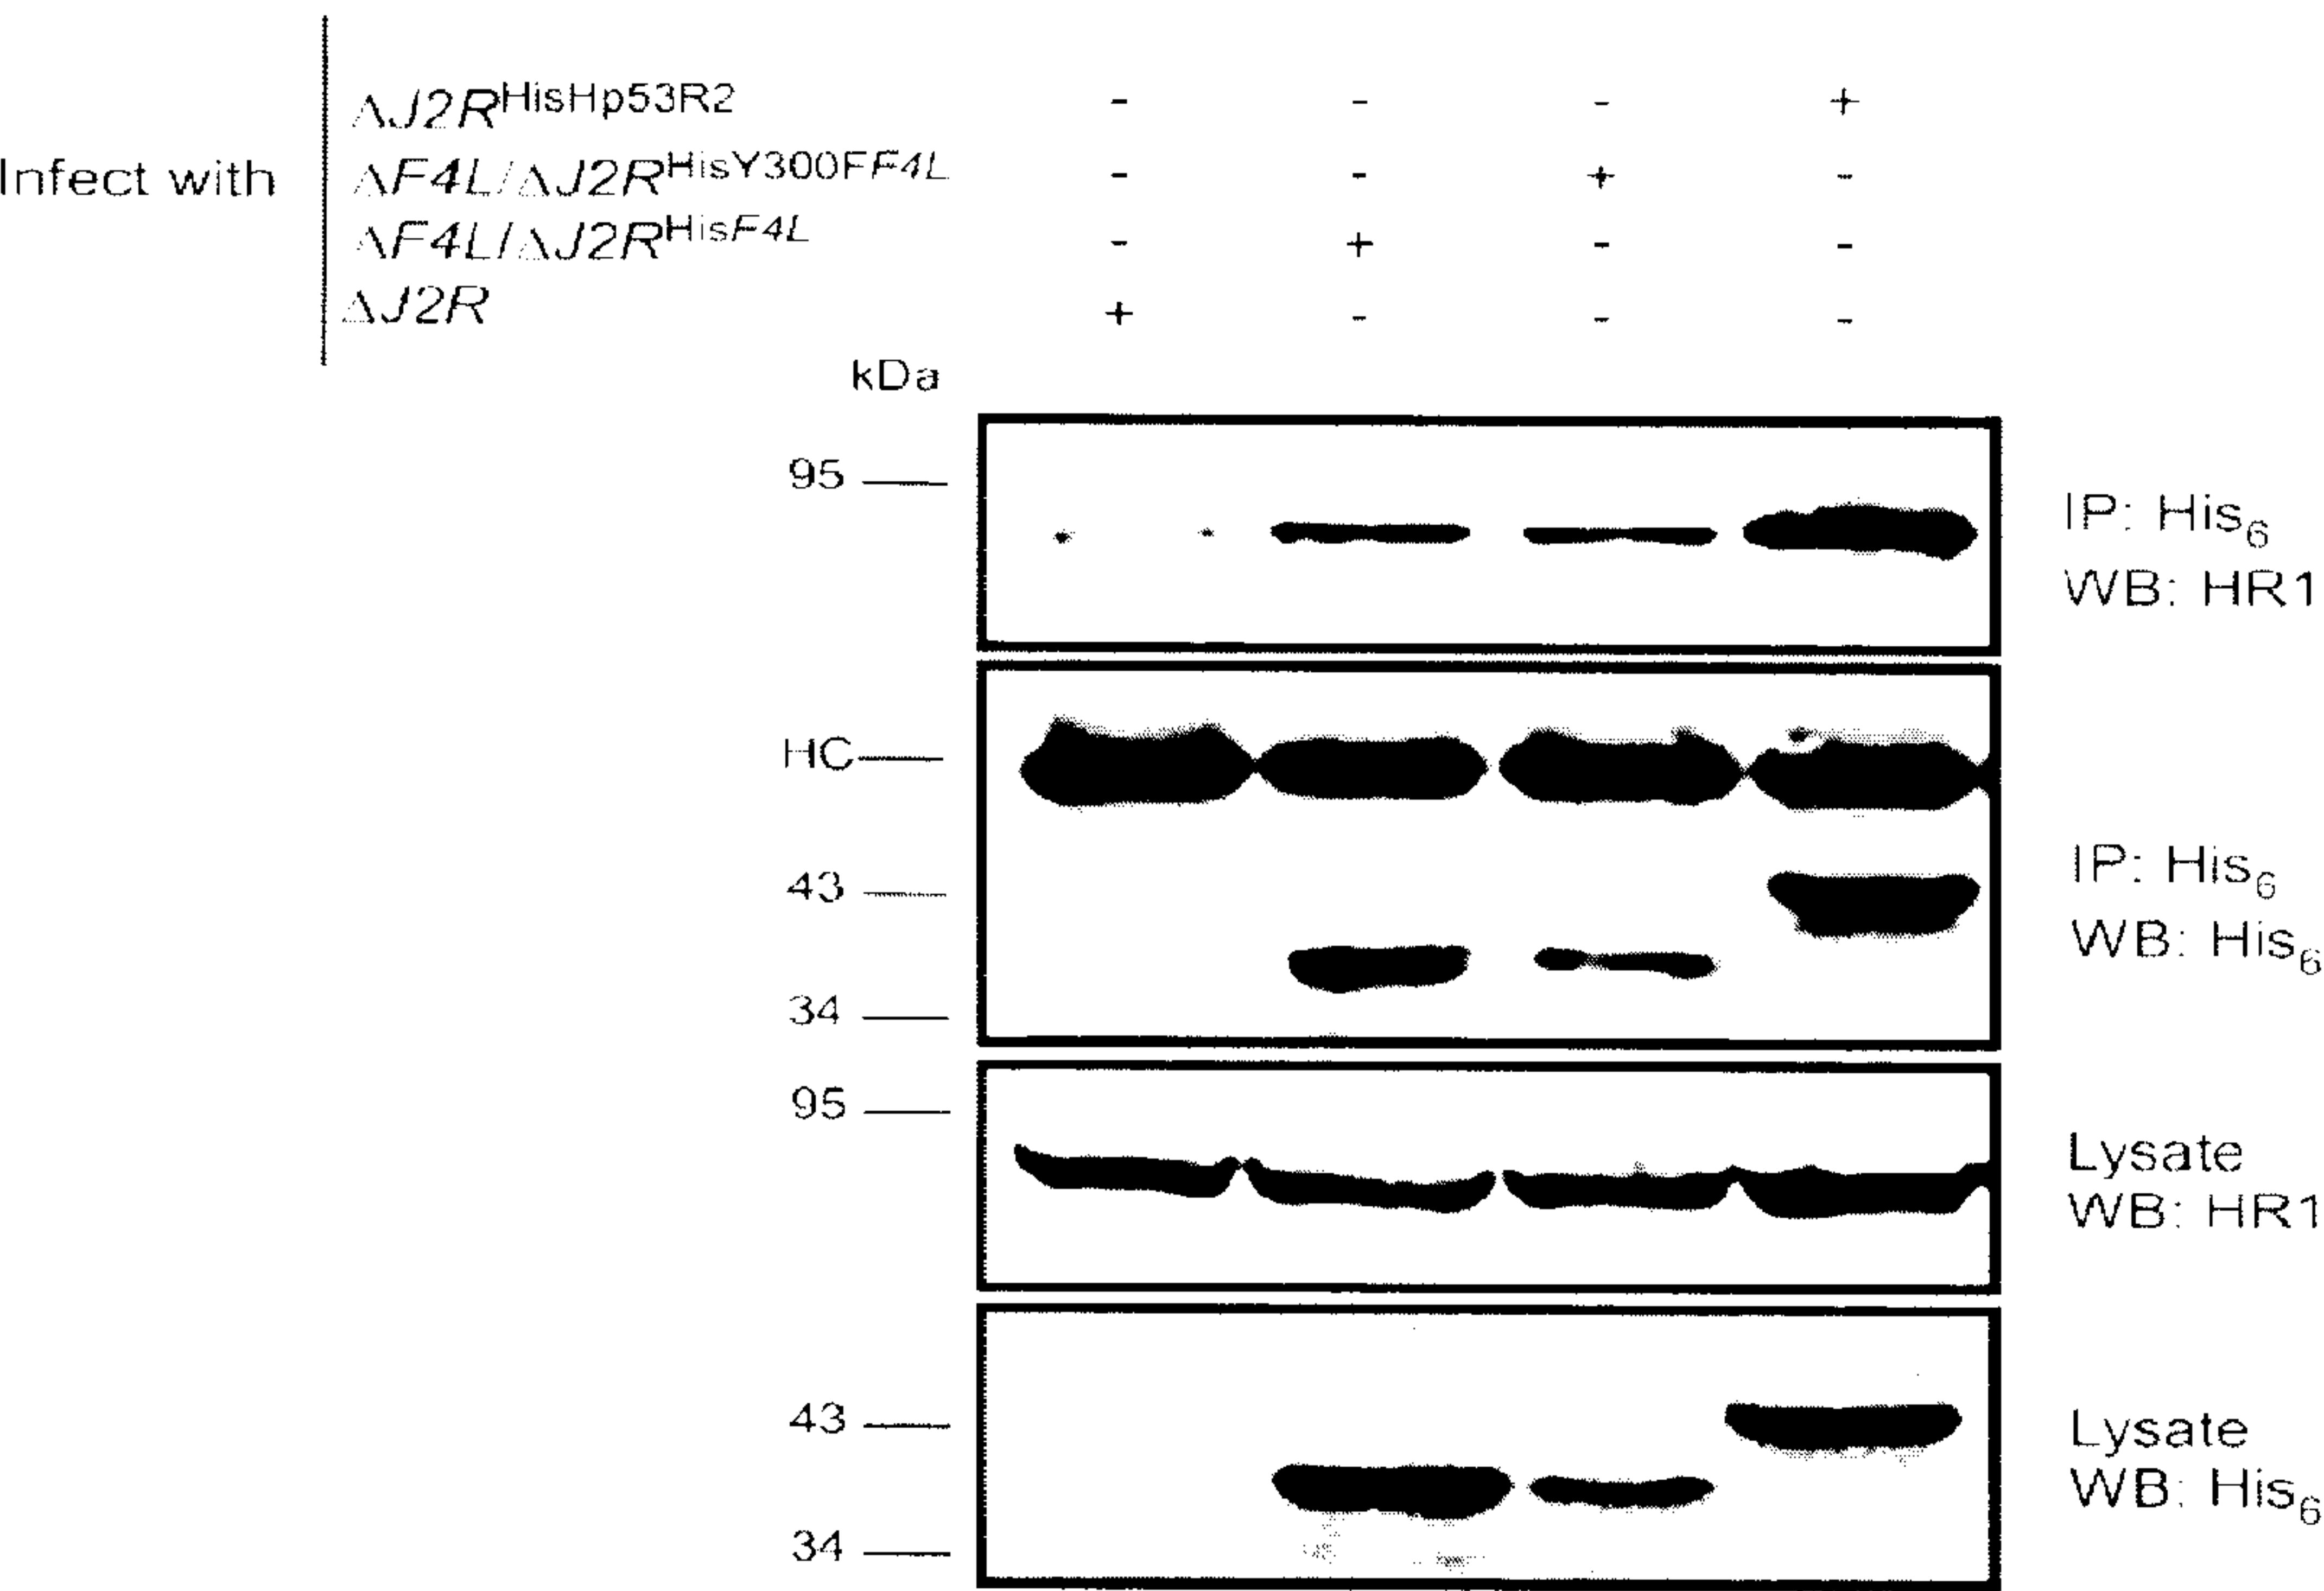 ΔJ2R^HisHp53R2 - - - +
Infect with ΔF4L/ΔJ2R^HisY300FF4L - - + -
ΔF4L/ΔJ2R^HisF4L - + - -
ΔJ2R + - - -
kDa
95
IP: His₆
WB: HR1
HC
43
IP: His₆
WB: His₆
34
95
Lysate
WB: HR1
43
Lysate
WB: His₆
34